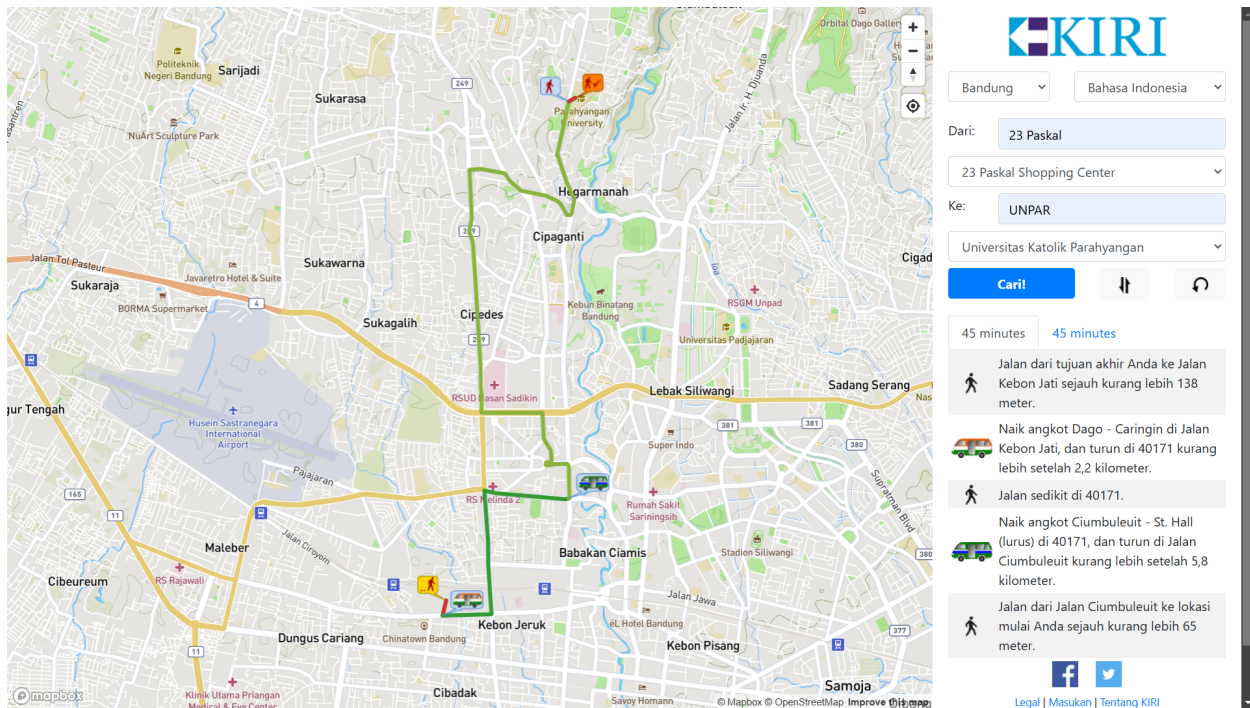 Orbital Dago Gallery
Politeknik
Negeri Bandung
Sarijadi
249
Sukarasa
Parahyangan
University
Jalan Ir. H. Djuanda
NuArt Sculpture Park
Hegarmanah
Cipaganti
Jalan Tol Pasteur
Sukawarna
Javaretro Hotel & Suite
Sukaraja
4
BORMA Supermarket
Kebun Binatang
Bandung
RSGM Unpad
Cipedes
Sukagalih
Universitas Padjajaran
RSUD Hasan Sadikin
Lebak Siliwangi
Sadang Serang
Husein Sastranegara
International
Airport
381
381
380
Super Indo
Supratman Blvd
Pajajaran
165
RS Melinda 2
Rumah Sakit
Sariningsih
11
Jalan Ciroyom
Maleber
Babakan Ciamis
Stadion Siliwangi
380
Cibeureum
RS Rajawali
Jalan Jawa
Kebon Jeruk
éL Hotel Bandung
377
Dungus Cariang
Chinatown Bandung
Kebon Pisang
11
Klinik Utama Priangan
Medical & Eye Center
Cibadak
Samoja
Savoy Homann
mapbox
© Mapbox © OpenStreetMap Improve this map
KIRI
Bandung
Bahasa Indonesia
Dari:
23 Paskal
23 Paskal Shopping Center
Ke:
UNPAR
Universitas Katolik Parahyangan
Cari!
45 minutes
45 minutes
Jalan dari tujuan akhir Anda ke Jalan
Kebon Jati sejauh kurang lebih 138
meter.
Naik angkot Dago - Caringin di Jalan
Kebon Jati, dan turun di 40171 kurang
lebih setelah 2,2 kilometer.
Jalan sedikit di 40171.
Naik angkot Ciumbuleuit - St. Hall
(lurus) di 40171, dan turun di Jalan
Ciumbuleuit kurang lebih setelah 5,8
kilometer.
Jalan dari Jalan Ciumbuleuit ke lokasi
mulai Anda sejauh kurang lebih 65
meter.
Legal | Masukan | Tentang KIRI